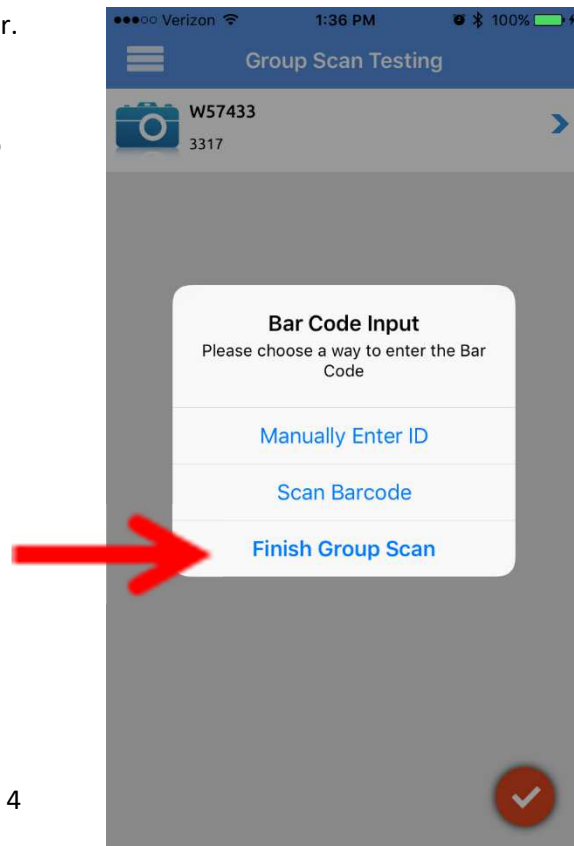 r.
Verizon 1:36 PM 100%
Group Scan Testing
W57433
3317
Bar Code Input
Please choose a way to enter the Bar
Code
Manually Enter ID
Scan Barcode
Finish Group Scan
4